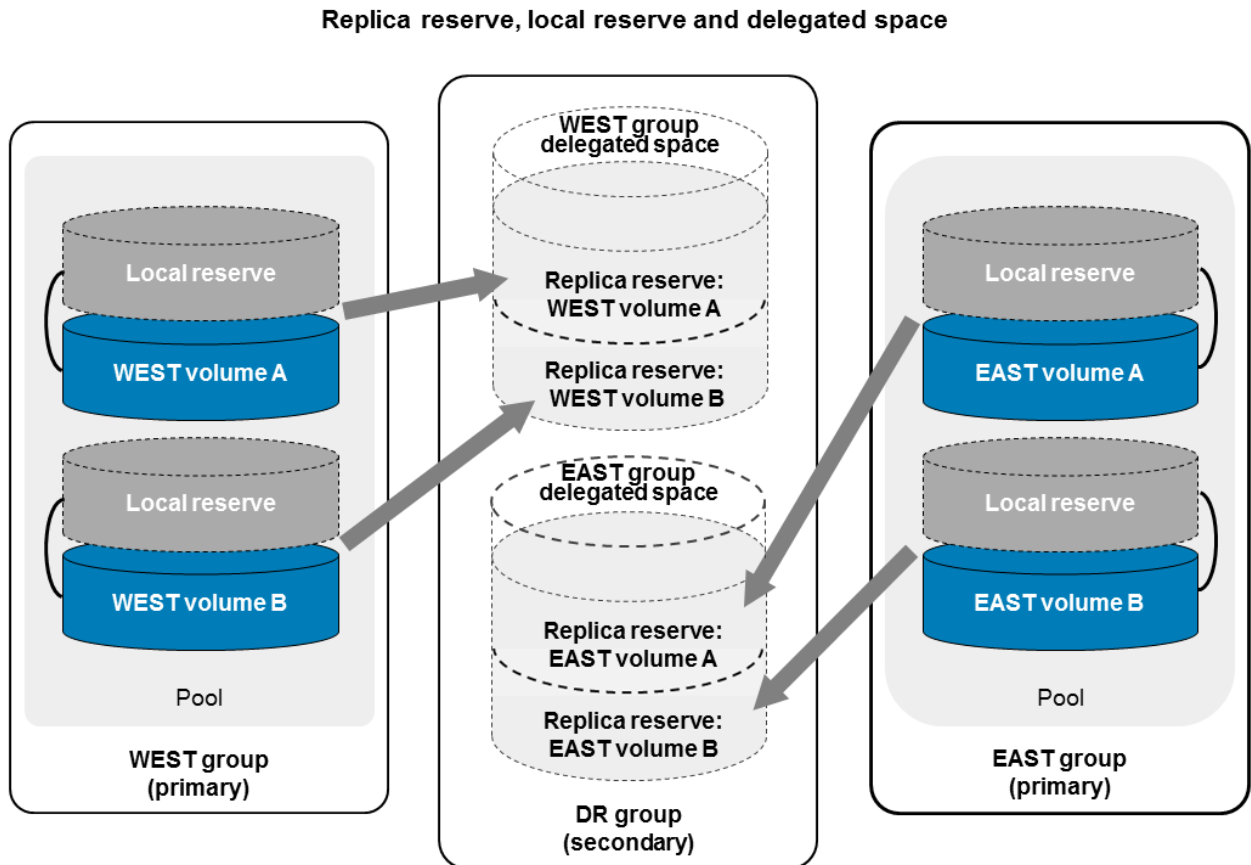 Replica reserve, local reserve and delegated space
Local reserve
WEST volume A
Local reserve
WEST volume B
Pool
WEST group
(primary)
WEST group
delegated space
Replica reserve:
WEST volume A
Replica reserve:
WEST volume B
EAST group
delegated space
Replica reserve:
EAST volume A
Replica reserve:
EAST volume B
DR group
(secondary)
Local reserve
EAST volume A
Local reserve
EAST volume B
Pool
EAST group
(primary)